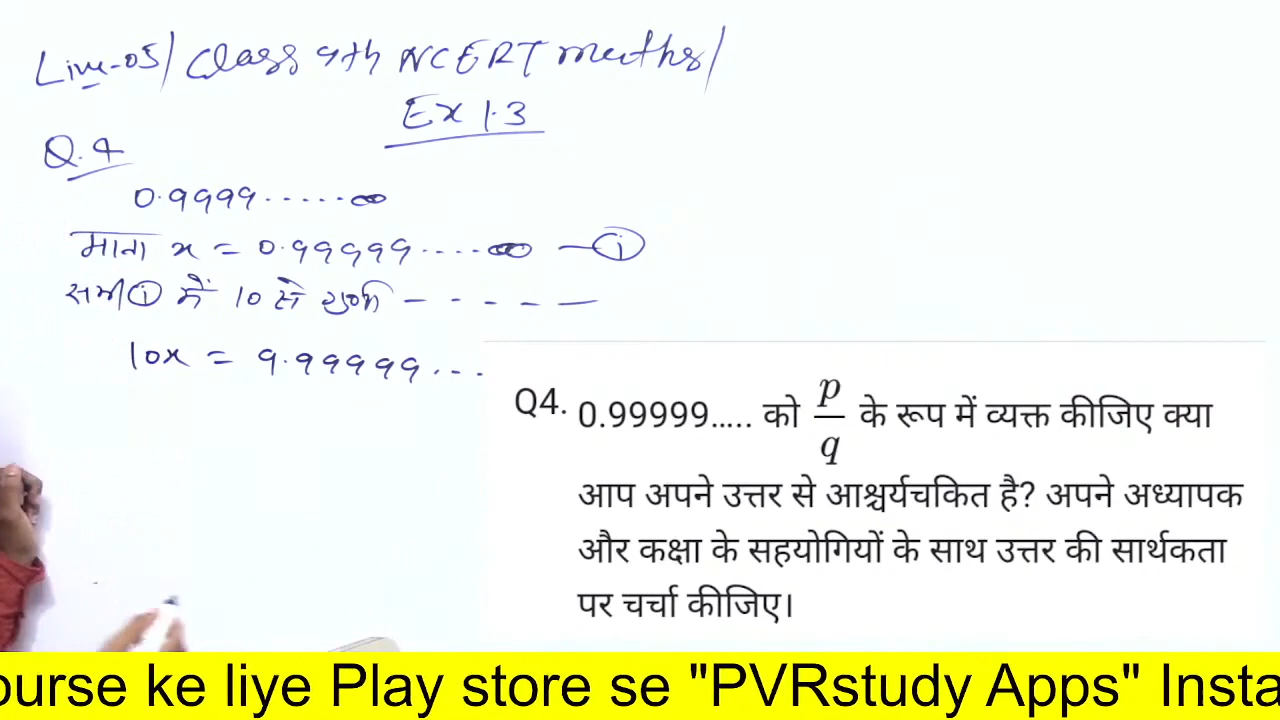 Live-05/ Class 9th NCERT maths/
Ex 1.3
Q.4
0.9999......∞
माना x = 0.99999....∞ — ①
समी① में 10 से गुणा - - - - - —
10x = 9.99999...
Q4. 0.99999..... को p/q के रूप में व्यक्त कीजिए क्या
आप अपने उत्तर से आश्चर्यचकित है? अपने अध्यापक
और कक्षा के सहयोगियों के साथ उत्तर की सार्थकता
पर चर्चा कीजिए।
ourse ke liye Play store se "PVRstudy Apps" Insta